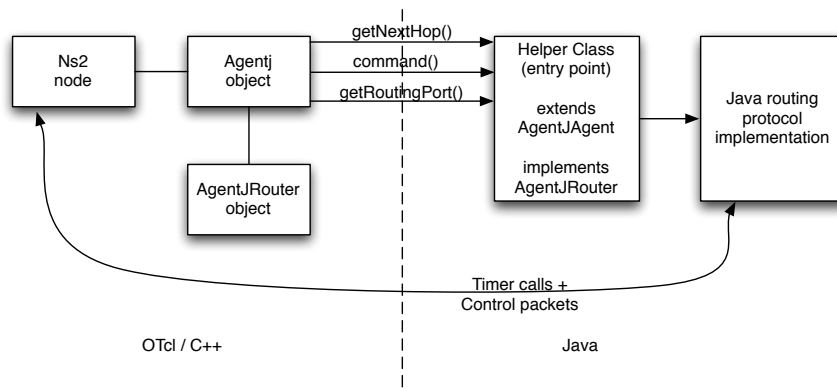 Ns2
node
Agentj
object
AgentJRouter
object
getNextHop()
command()
getRoutingPort()
Helper Class
(entry point)
extends
AgentJAgent
implements
AgentJRouter
Java routing
protocol
implementation
Timer calls +
Control packets
OTcl / C++
Java